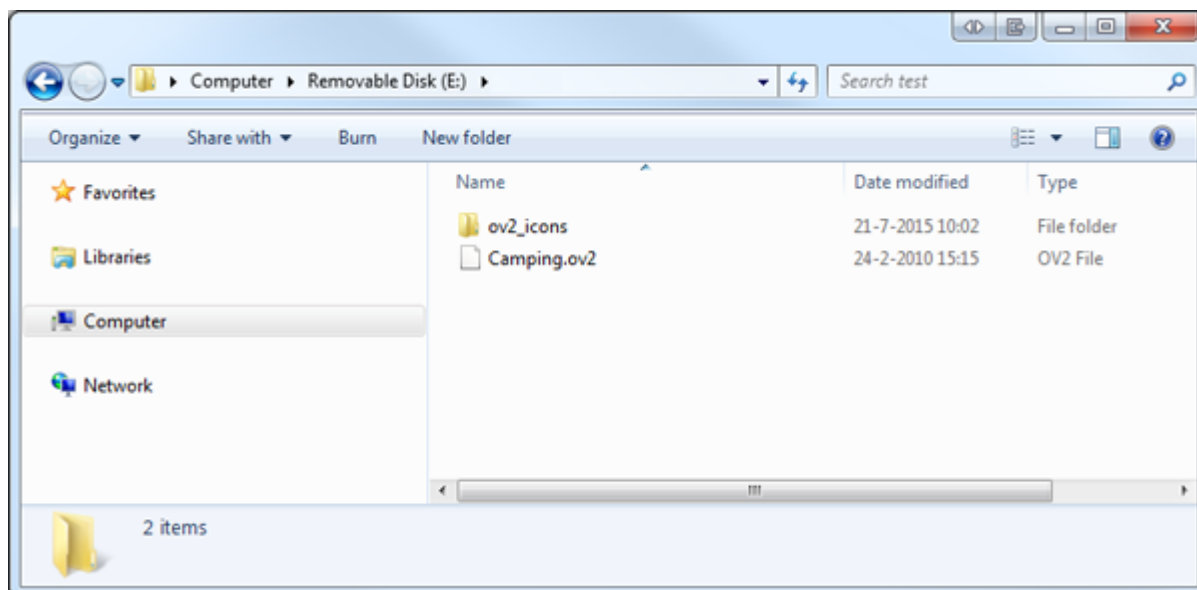 Computer Removable Disk (E:) Search test
Organize Share with Burn New folder
Favorites
Libraries
Computer
Network
Name Date modified Type
ov2_icons 21-7-2015 10:02 File folder
Camping.ov2 24-2-2010 15:15 OV2 File
2 items